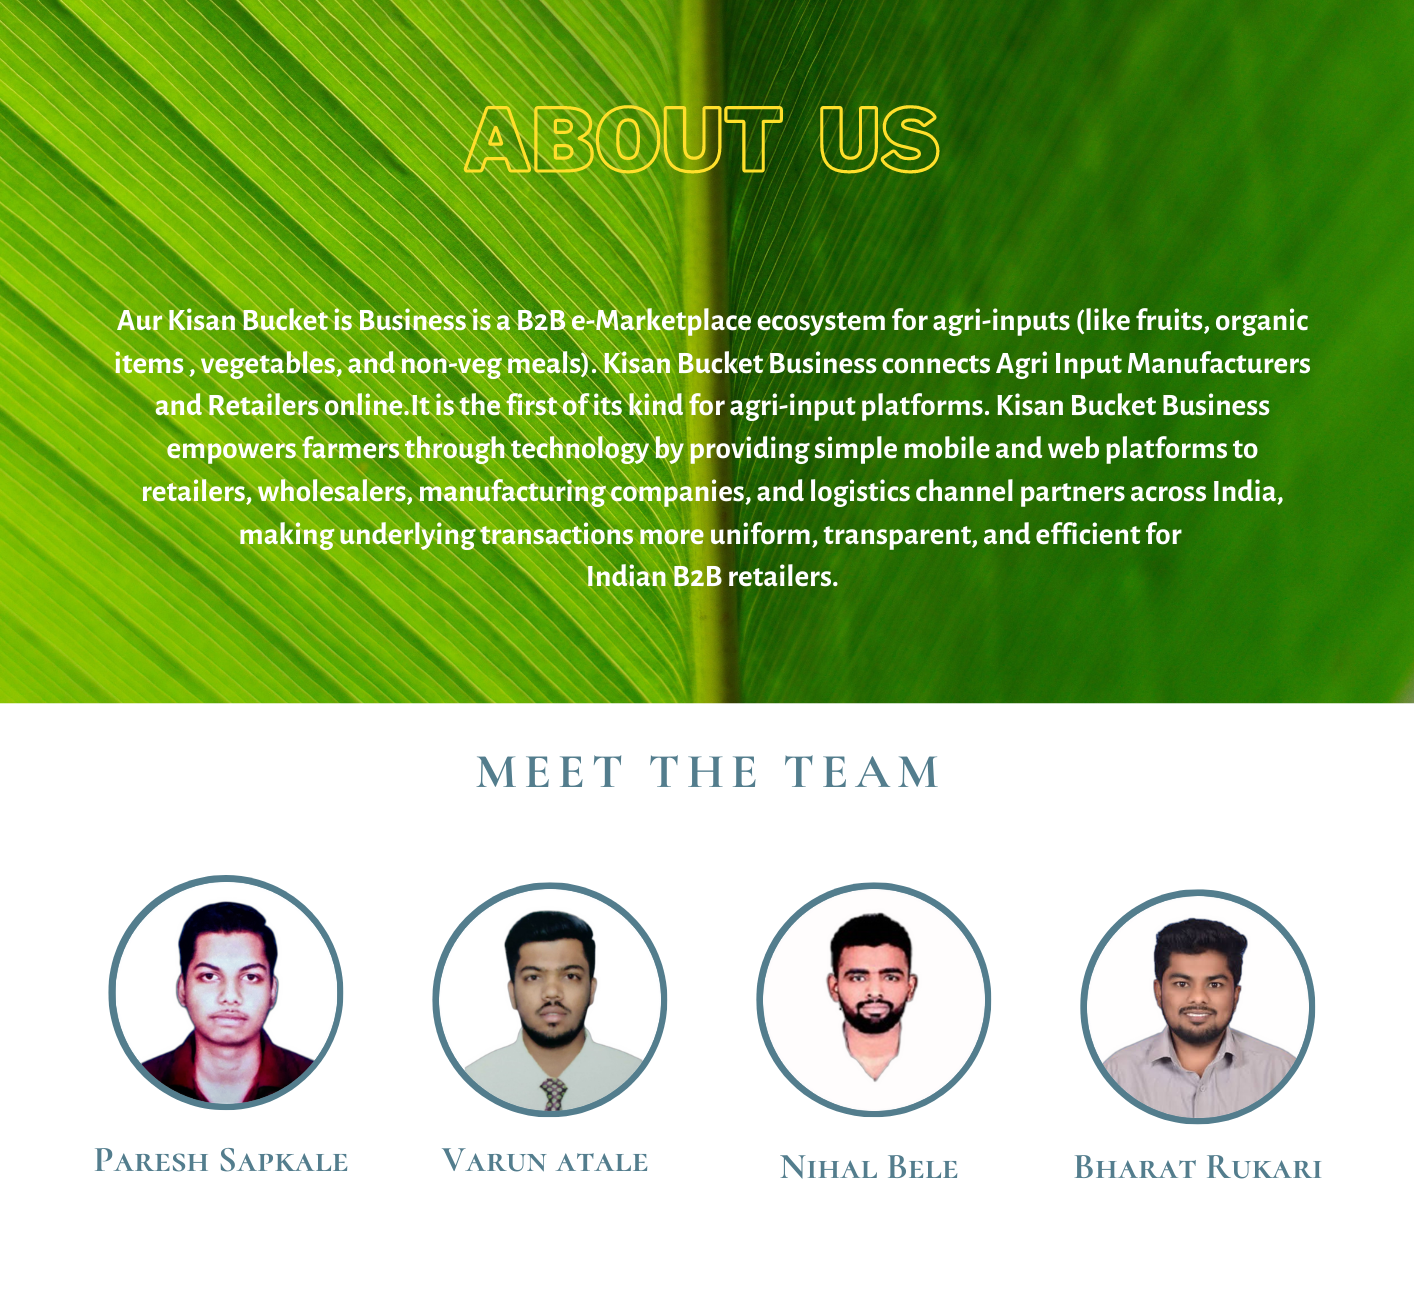 ABOUT US
Aur Kisan Bucket is Business is a B2B e-Marketplace ecosystem for agri-inputs (like fruits, organic
items , vegetables, and non-veg meals). Kisan Bucket Business connects Agri Input Manufacturers
and Retailers online.It is the first of its kind for agri-input platforms. Kisan Bucket Business
empowers farmers through technology by providing simple mobile and web platforms to
retailers, wholesalers, manufacturing companies, and logistics channel partners across India,
making underlying transactions more uniform, transparent, and efficient for
Indian B2B retailers.
MEET THE TEAM
Paresh Sapkale
Varun atale
Nihal Bele
Bharat Rukari